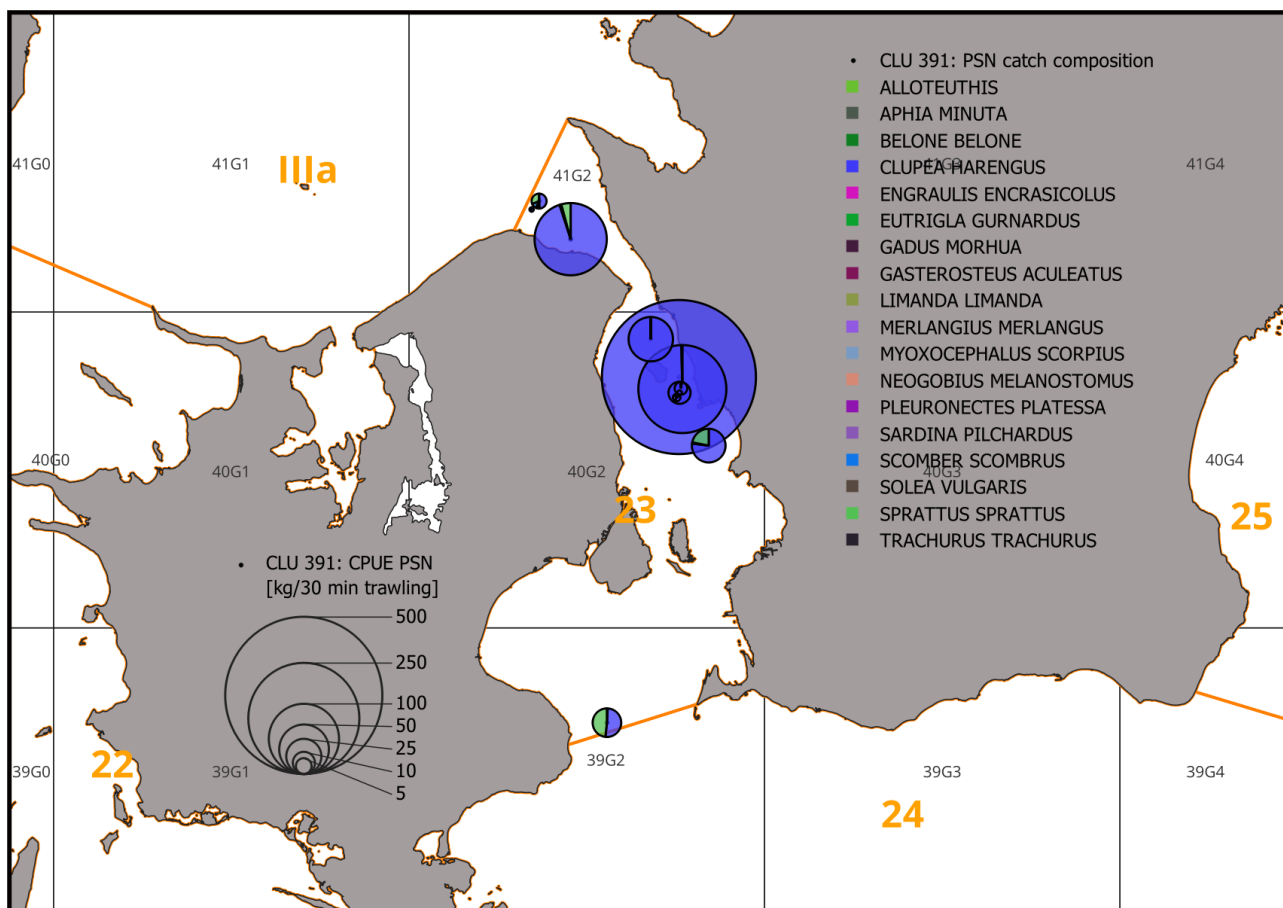 CLU 391: PSN catch composition
ALLOTEUTHIS
APHIA MINUTA
BELONE BELONE
CLUPEA HARENGUS
ENGRAULIS ENCRASICOLUS
EUTRIGLA GURNARDUS
GADUS MORHUA
GASTEROSTEUS ACULEATUS
LIMANDA LIMANDA
MERLANGIUS MERLANGUS
MYOXOCEPHALUS SCORPIUS
NEOGOBIUS MELANOSTOMUS
PLEURONECTES PLATESSA
SARDINA PILCHARDUS
SCOMBER SCOMBRUS
SOLEA VULGARIS
SPRATTUS SPRATTUS
TRACHURUS TRACHURUS
41G0
41G1
IIIa
41G2
41G3
41G4
40G0
40G1
40G2
40G3
40G4
23
25
CLU 391: CPUE PSN
[kg/30 min trawling]
500
250
100
50
25
10
5
22
39G0
39G1
39G2
39G3
39G4
24